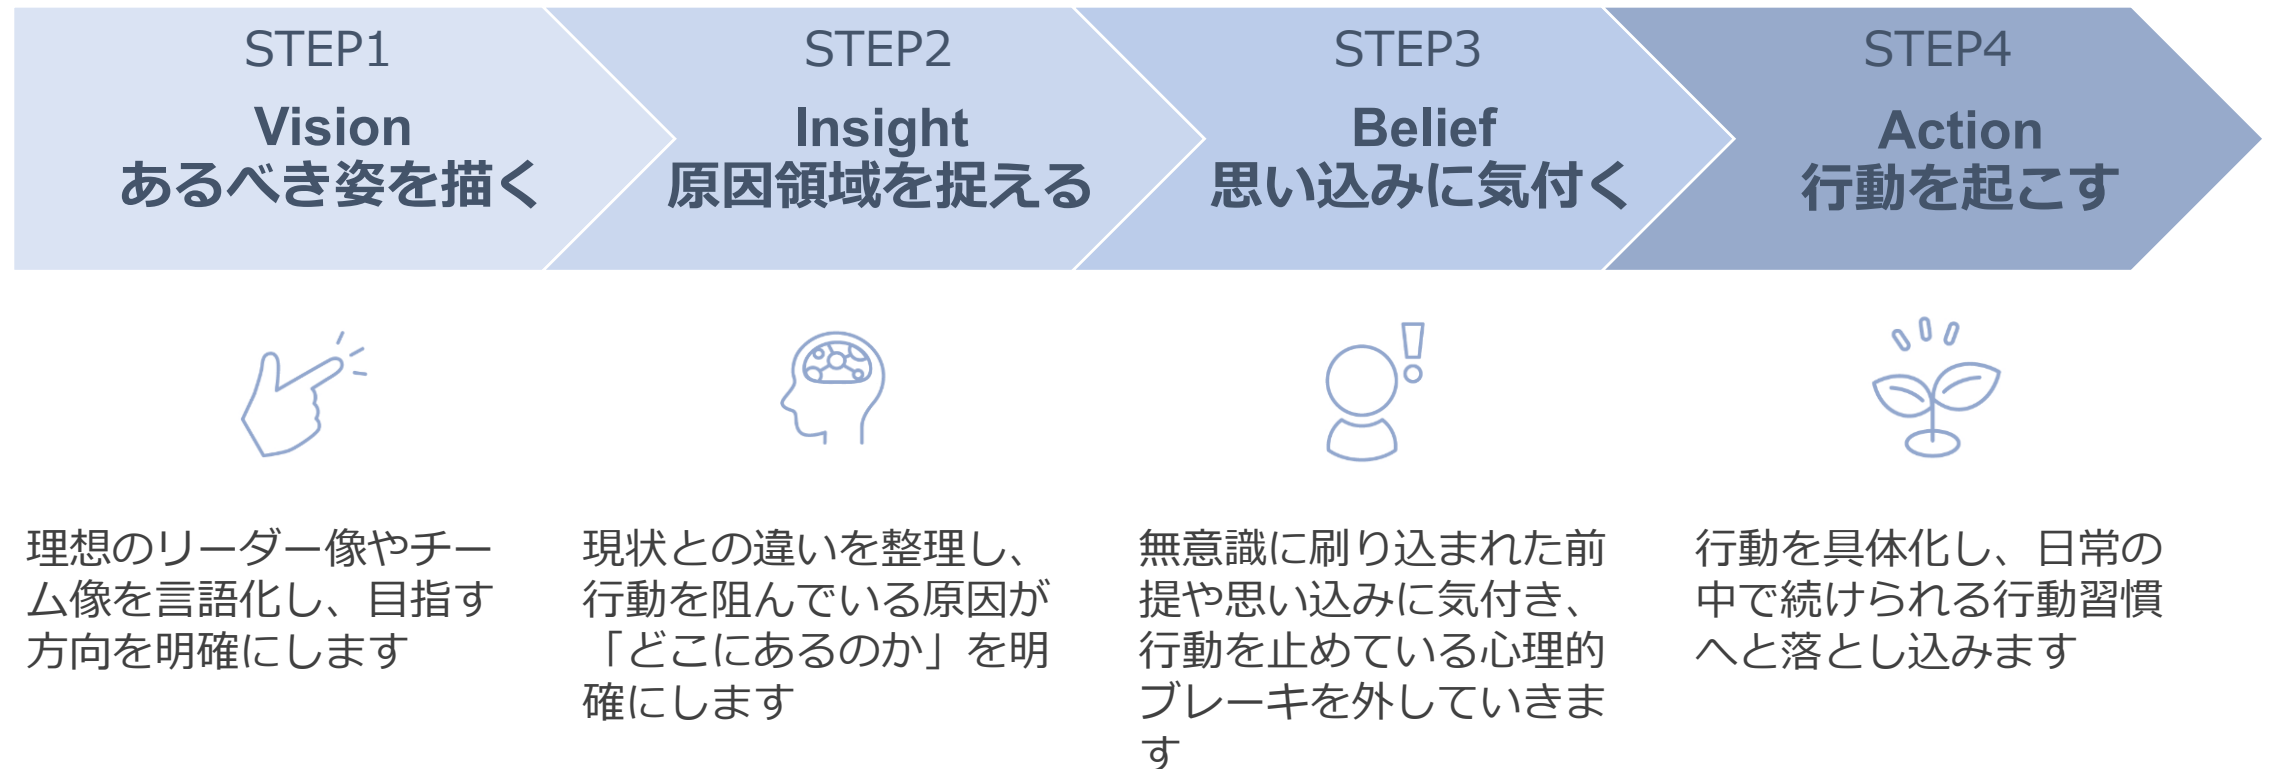 STEP1
Vision
あるべき姿を描く
STEP2
Insight
原因領域を捉える
STEP3
Belief
思い込みに気付く
STEP4
Action
行動を起こす
理想のリーダー像やチー
ム像を言語化し、目指す
方向を明確にします
現状との違いを整理し、
行動を阻んでいる原因が
「どこにあるのか」を明
確にします
無意識に刷り込まれた前
提や思い込みに気付き、
行動を止めている心理的
ブレーキを外していきま
す
行動を具体化し、日常の
中で続けられる行動習慣
へと落とし込みます